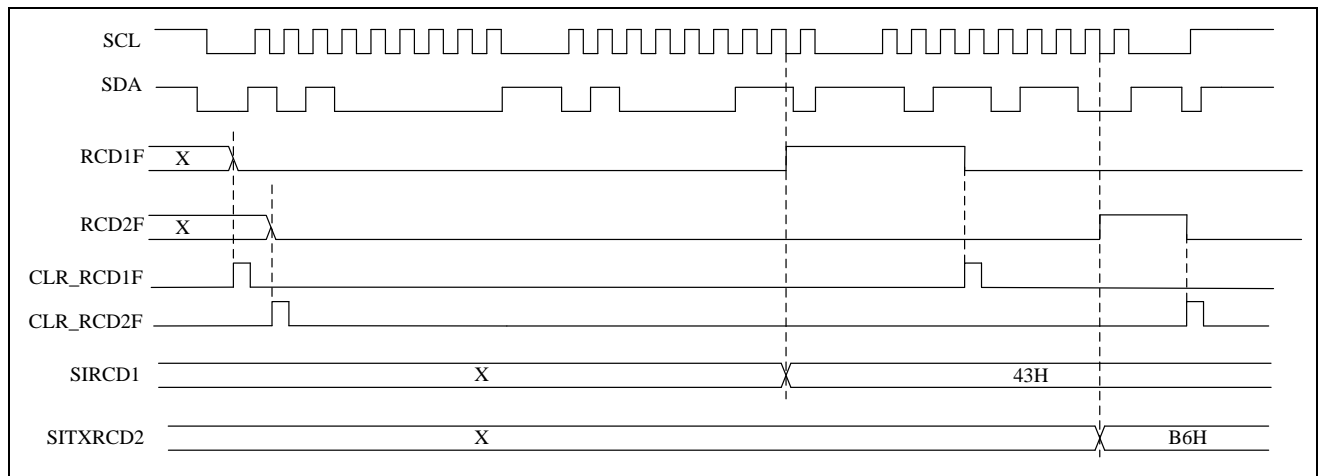 SCL
SDA
RCD1F X
RCD2F X
CLR_RCD1F
CLR_RCD2F
SIRCD1 X 43H
SITXRCD2 X B6H